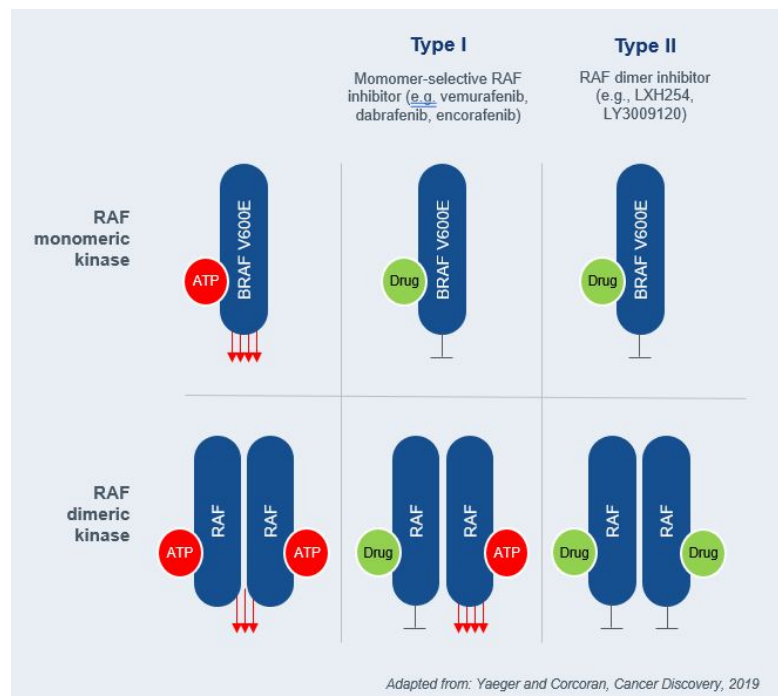 Type I
Type II
Momomer-selective RAF
inhibitor (e.g. vemurafenib,
dabrafenib, encorafenib)
RAF dimer inhibitor
(e.g., LXH254,
LY3009120)
RAF
monomeric
kinase
ATP
BRAF V600E
Drug
BRAF V600E
Drug
BRAF V600E
RAF
dimeric
kinase
ATP
RAF
RAF
ATP
Drug
RAF
RAF
ATP
Drug
RAF
RAF
Drug
Adapted from: Yaeger and Corcoran, Cancer Discovery, 2019